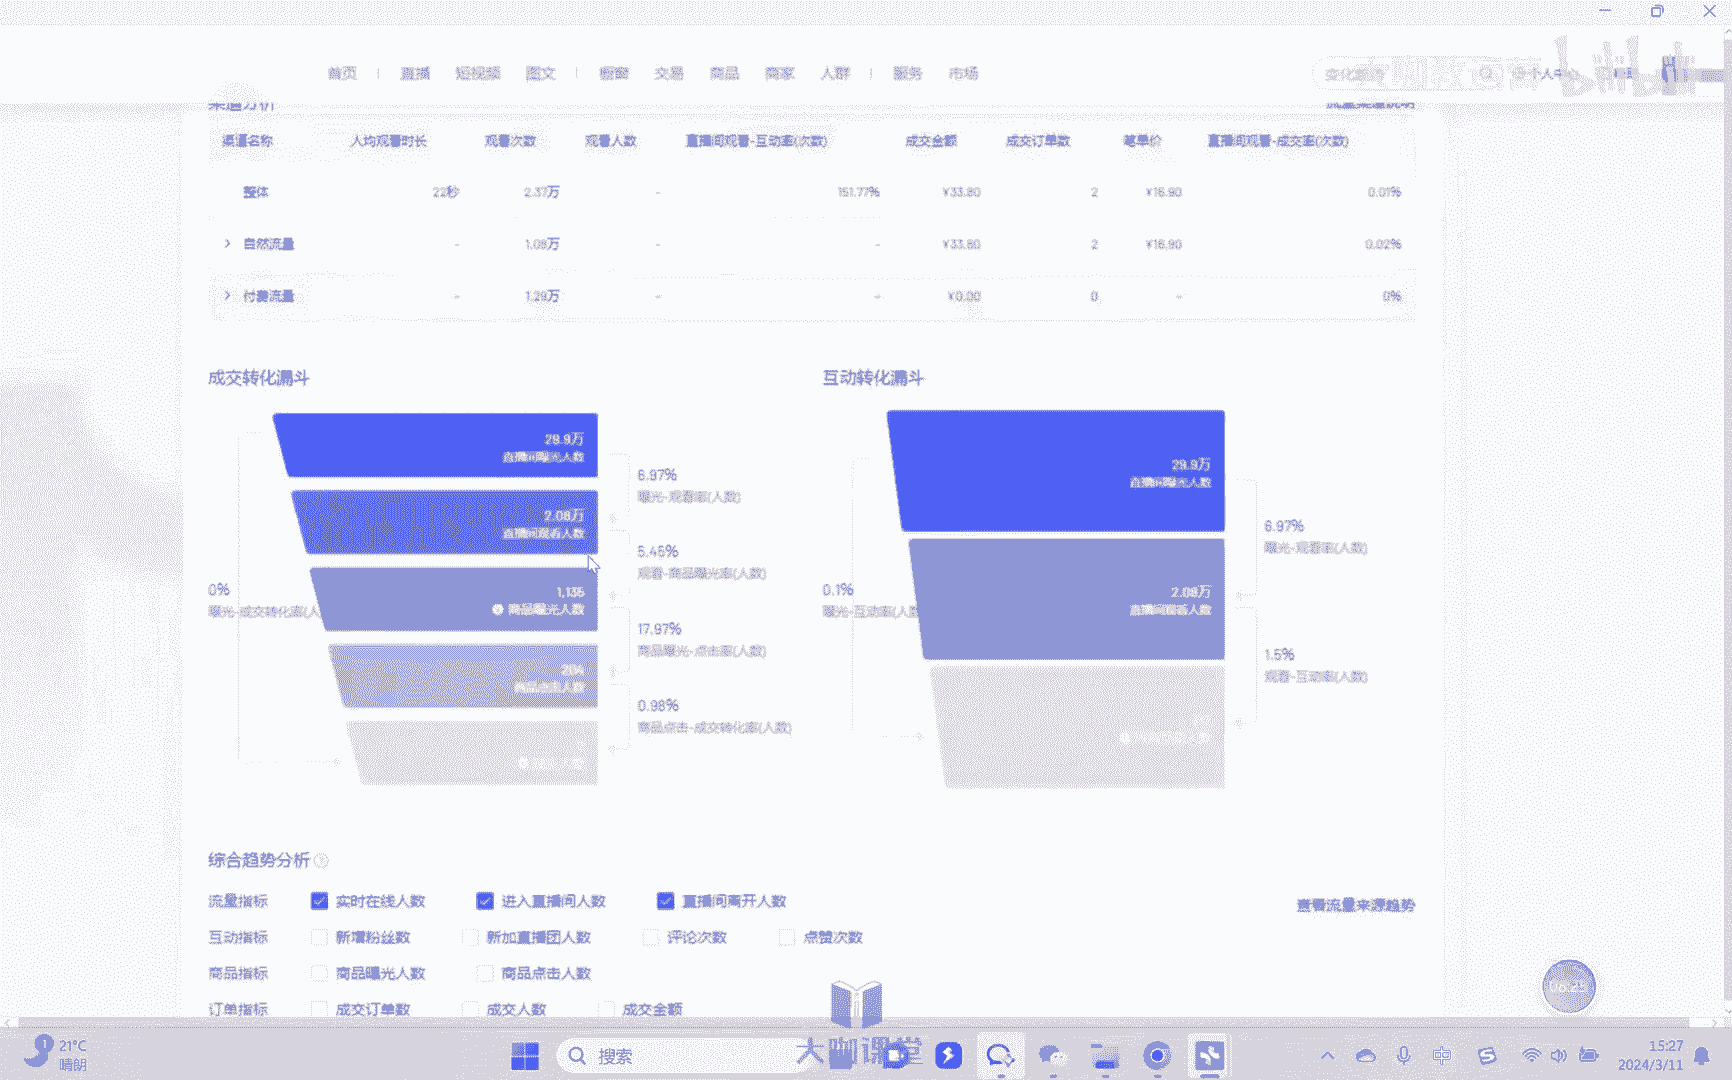 首页 | 直播 短视频 图文 | 橱窗 交易 商品 商家 人群 | 服务 市场
bilibili
渠道分析
渠道名称 人均观看时长 观看次数 观看人数 直播间观看-互动率(次数) 成交金额 成交订单数 笔单价 直播间观看-成交率(次数)
整体 22秒 2.37万 - 151.77% ¥33.80 2 ¥16.90 0.01%
自然流量 - 1.08万 - - ¥33.80 2 ¥16.90 0.02%
付费流量 - 1.29万 - - ¥0.00 0 - 0%
成交转化漏斗
29.9万
直播间曝光人数
2.08万
直播间观看人数
1,135
商品曝光人数
204
商品点击人数
6.97%
曝光-观看率(人数)
5.45%
观看-商品曝光率(人数)
17.97%
商品曝光-点击率(人数)
0.98%
商品点击-成交转化率(人数)
0%
曝光-成交转化率(人
互动转化漏斗
29.9万
直播间曝光人数
2.08万
直播间观看人数
6.97%
曝光-观看率(人数)
1.5%
观看-互动率(人数)
0.1%
曝光-互动率(人数
综合趋势分析
流量指标 实时在线人数 进入直播间人数 直播间离开人数
查看流量来源趋势
互动指标 新增粉丝数 新加直播团人数 评论次数 点赞次数
商品指标 商品曝光人数 商品点击人数
订单指标 成交订单数 成交人数 成交金额
大咖课堂
21°C
晴朗
搜索
中
15:27
2024/3/11